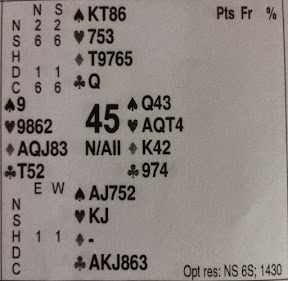 N S ♠KT86 Pts Fr %
N 2 2 ♥753
S 6 6 ♦T9765
H ♣Q
D 1 1
C 6 6
♠9 ♠Q43
♥9862 45 ♥AQT4
♦AQJ83 N/All ♦K42
♣T52 ♣974
E W ♠AJ752
N ♥KJ
S ♦-
H 1 1 ♣AKJ863
D
C Opt res: NS 6S; 1430